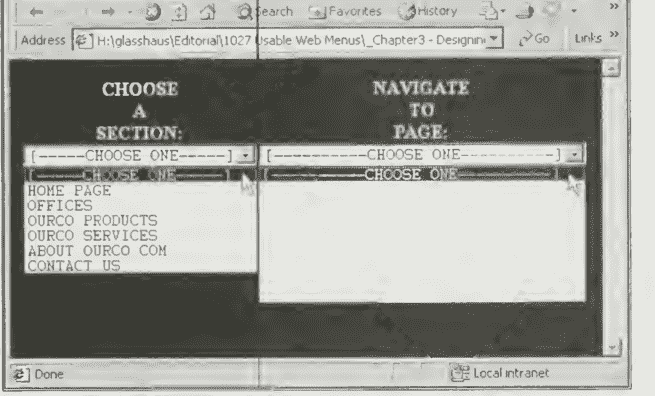 Search Favorites History »
Address H:\glasshaus\Editorial\1027 Usable Web Menus\_Chapter3 - Designin Go Links »
CHOOSE
A
SECTION:
NAVIGATE
TO
PAGE:
[------CHOOSE ONE-----]
[-----------CHOOSE ONE-----------]
[------CHOOSE ONE-----]
[-----------CHOOSE ONE-----------]
HOME PAGE
OFFICES
OURCO PRODUCTS
OURCO SERVICES
ABOUT OURCO COM
CONTACT US
Done
Local intranet